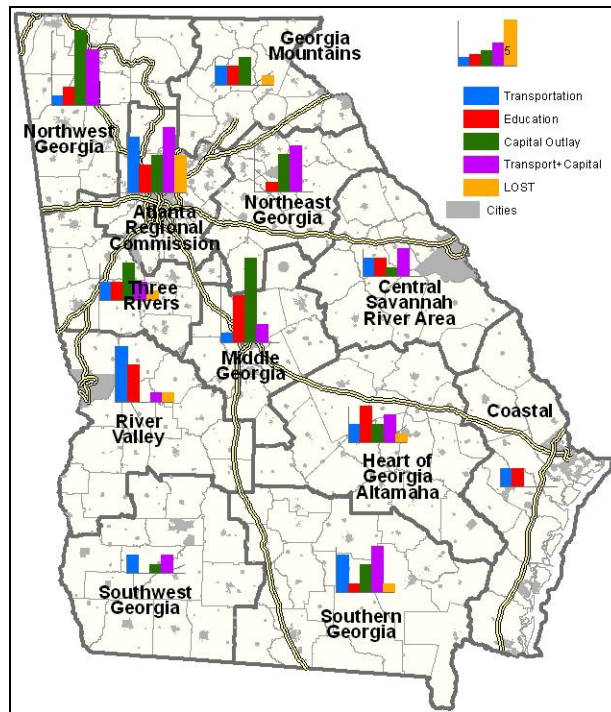 Georgia
Mountains
5
Transportation
Education
Capital Outlay
Transport+Capital
LOST
Cities
Northwest
Georgia
Atlanta
Regional
Commission
Northeast
Georgia
Three
Rivers
Central
Savannah
River Area
Middle
Georgia
River
Valley
Coastal
Heart of
Georgia
Altamaha
Southwest
Georgia
Southern
Georgia